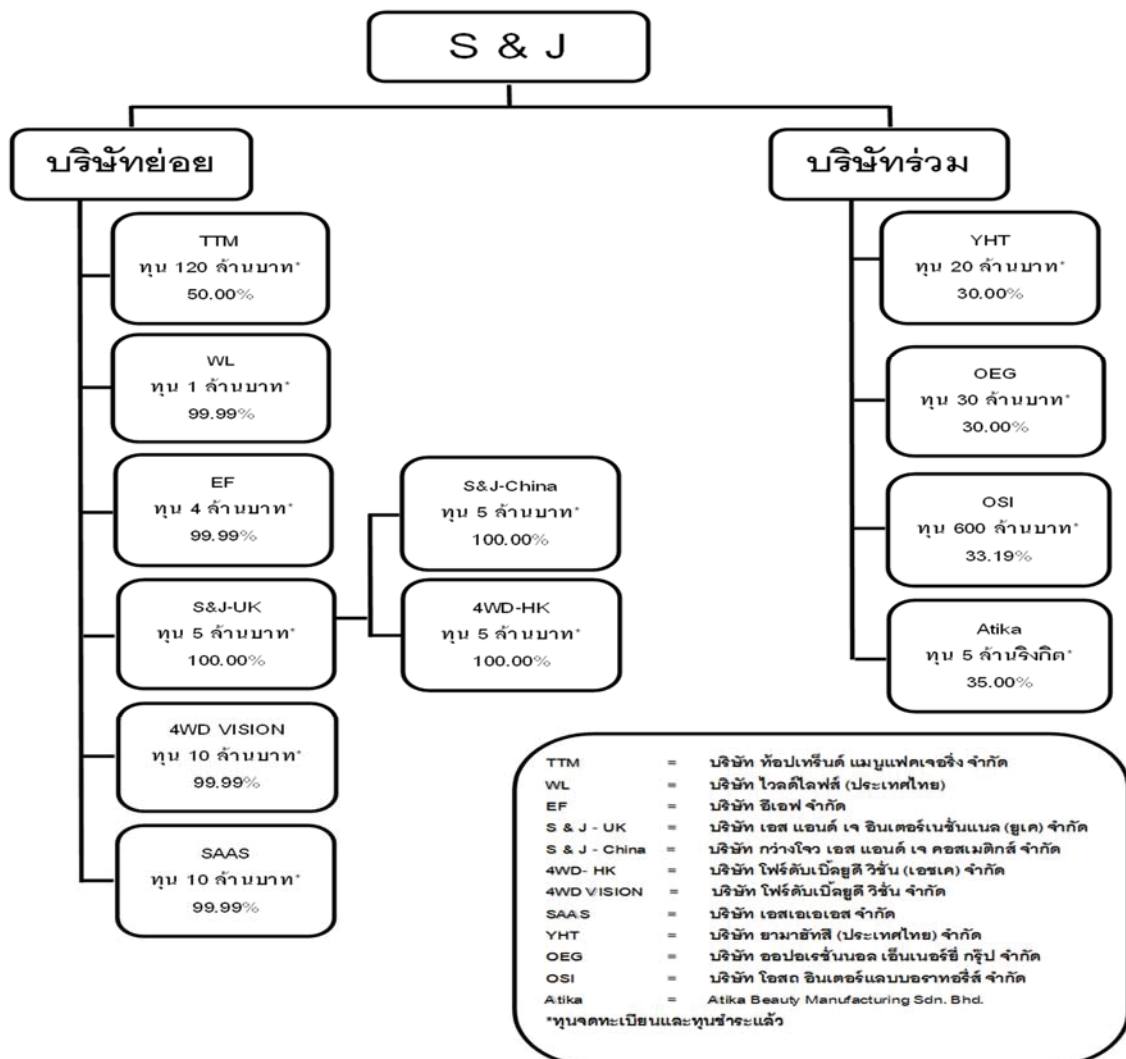 S & J
บริษัทย่อย
TTM
ทุน 120 ล้านบาท*
50.00%
WL
ทุน 1 ล้านบาท*
99.99%
EF
ทุน 4 ล้านบาท*
99.99%
S&J-UK
ทุน 5 ล้านบาท*
100.00%
S&J-China
ทุน 5 ล้านบาท*
100.00%
4WD-HK
ทุน 5 ล้านบาท*
100.00%
4WD VISION
ทุน 10 ล้านบาท*
99.99%
SAAS
ทุน 10 ล้านบาท*
99.99%
บริษัทร่วม
YHT
ทุน 20 ล้านบาท*
30.00%
OEG
ทุน 30 ล้านบาท*
30.00%
OSI
ทุน 600 ล้านบาท*
33.19%
Atika
ทุน 5 ล้านริงกิต*
35.00%
TTM = บริษัท ท้อปเทร็นด์ แมนูแฟคเจอริ่ง จำกัด
WL = บริษัท ไวลด์ไลฟส์ (ประเทศไทย)
EF = บริษัท อีเอฟ จำกัด
S & J - UK = บริษัท เอส แอนด์ เจ อินเตอร์เนชั่นแนล (ยูเค) จำกัด
S & J - China = บริษัท กว่างโจว เอส แอนด์ เจ คอสเมติกส์ จำกัด
4WD- HK = บริษัท โฟร์ดับเบิ้ลยูดี วิชั่น (เอชเค) จำกัด
4WD VISION = บริษัท โฟร์ดับเบิ้ลยูดี วิชั่น จำกัด
SAAS = บริษัท เอสเอเอเอส จำกัด
YHT = บริษัท ยามาฮัทสึ (ประเทศไทย) จำกัด
OEG = บริษัท ออปอเรชั่นนอล เอ็นเนอร์ยี่ กรุ๊ป จำกัด
OSI = บริษัท โอสถ อินเตอร์แลบบอราทอรี่ส์ จำกัด
Atika = Atika Beauty Manufacturing Sdn. Bhd.
*ทุนจดทะเบียนและทุนชำระแล้ว